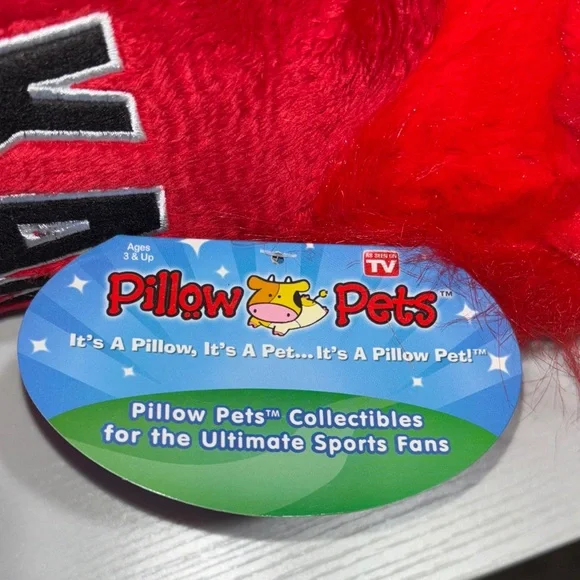 KA
Ages
3 & Up
AS SEEN ON
TV
Pillow Pets™
It's A Pillow, It's A Pet...It's A Pillow Pet!™
Pillow Pets™ Collectibles
for the Ultimate Sports Fans